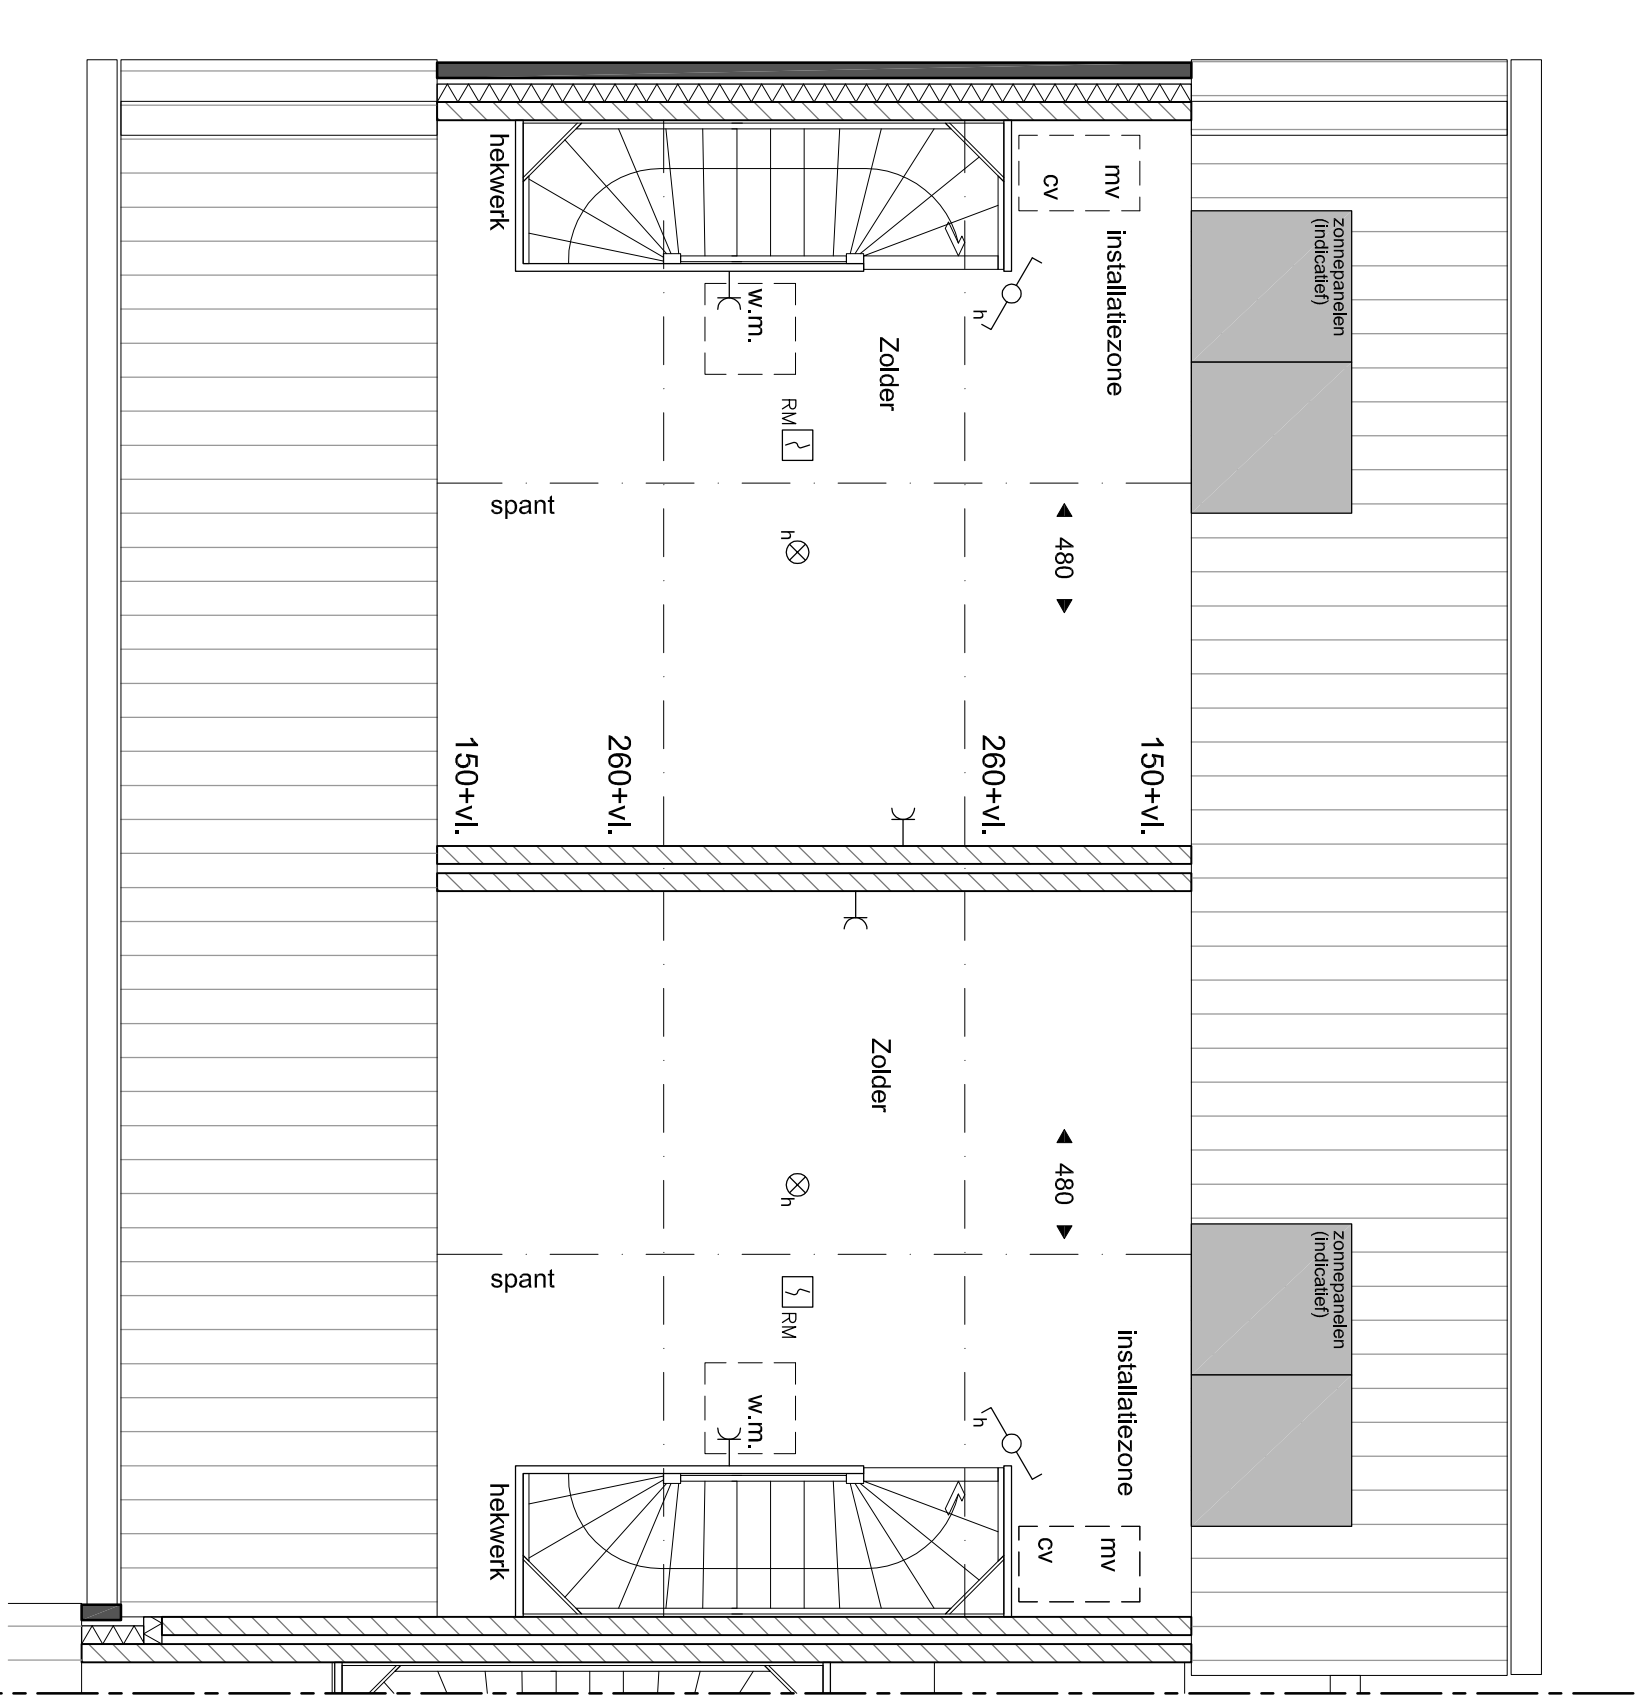 hekwerk
cv
mv
installatiezone
zonnepanelen
(indicatief)
w.m.
h
Zolder
RM
spant
h
480
150+vl.
260+vl.
260+vl.
150+vl.
Zolder
480
h
zonnepanelen
(indicatief)
spant
RM
installatiezone
w.m.
h
hekwerk
cv
mv